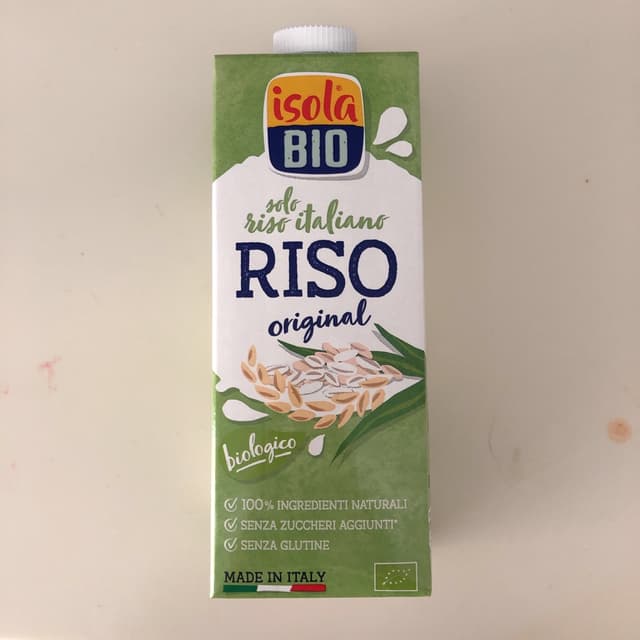 isola®
BIO
solo
riso italiano
RISO
original
biologico
100% INGREDIENTI NATURALI
SENZA ZUCCHERI AGGIUNTI*
SENZA GLUTINE
MADE IN ITALY